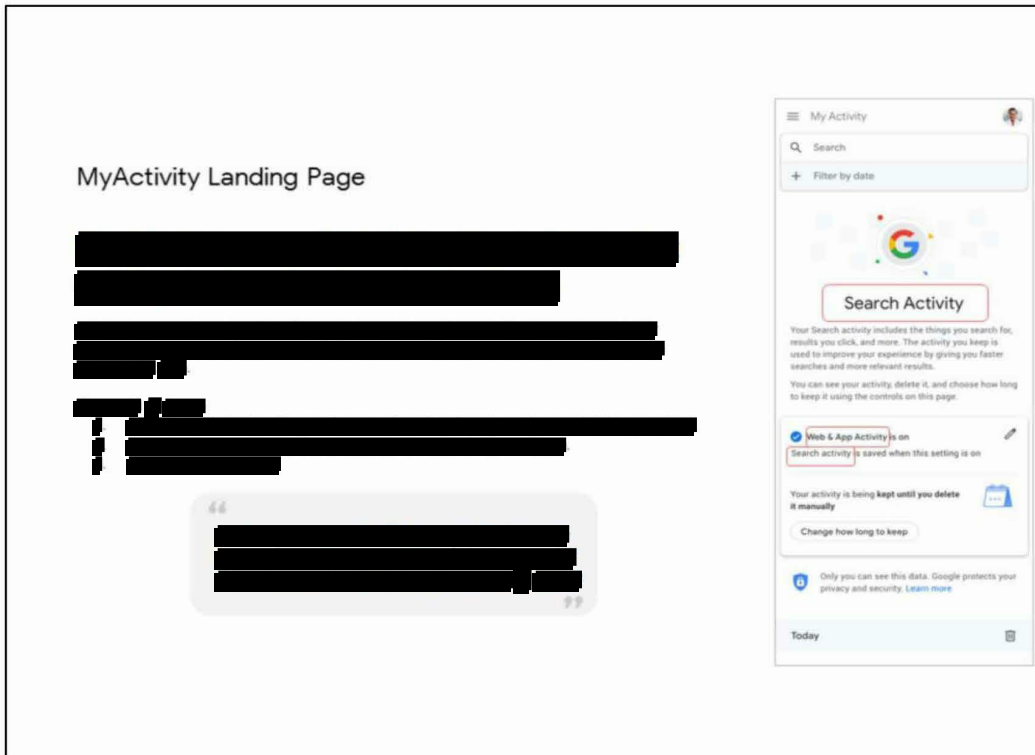 MyActivity Landing Page
My Activity
Search
+ Filter by date
G
Search Activity
Your Search activity includes the things you search for,
results you click, and more. The activity you keep is
used to improve your experience by giving you faster
searches and more relevant results.
You can see your activity, delete it, and choose how long
to keep it using the controls on this page.
Web & App Activity is on
Search activity is saved when this setting is on
Your activity is being kept until you delete
it manually
Change how long to keep
Only you can see this data. Google protects your
privacy and security. Learn more
Today